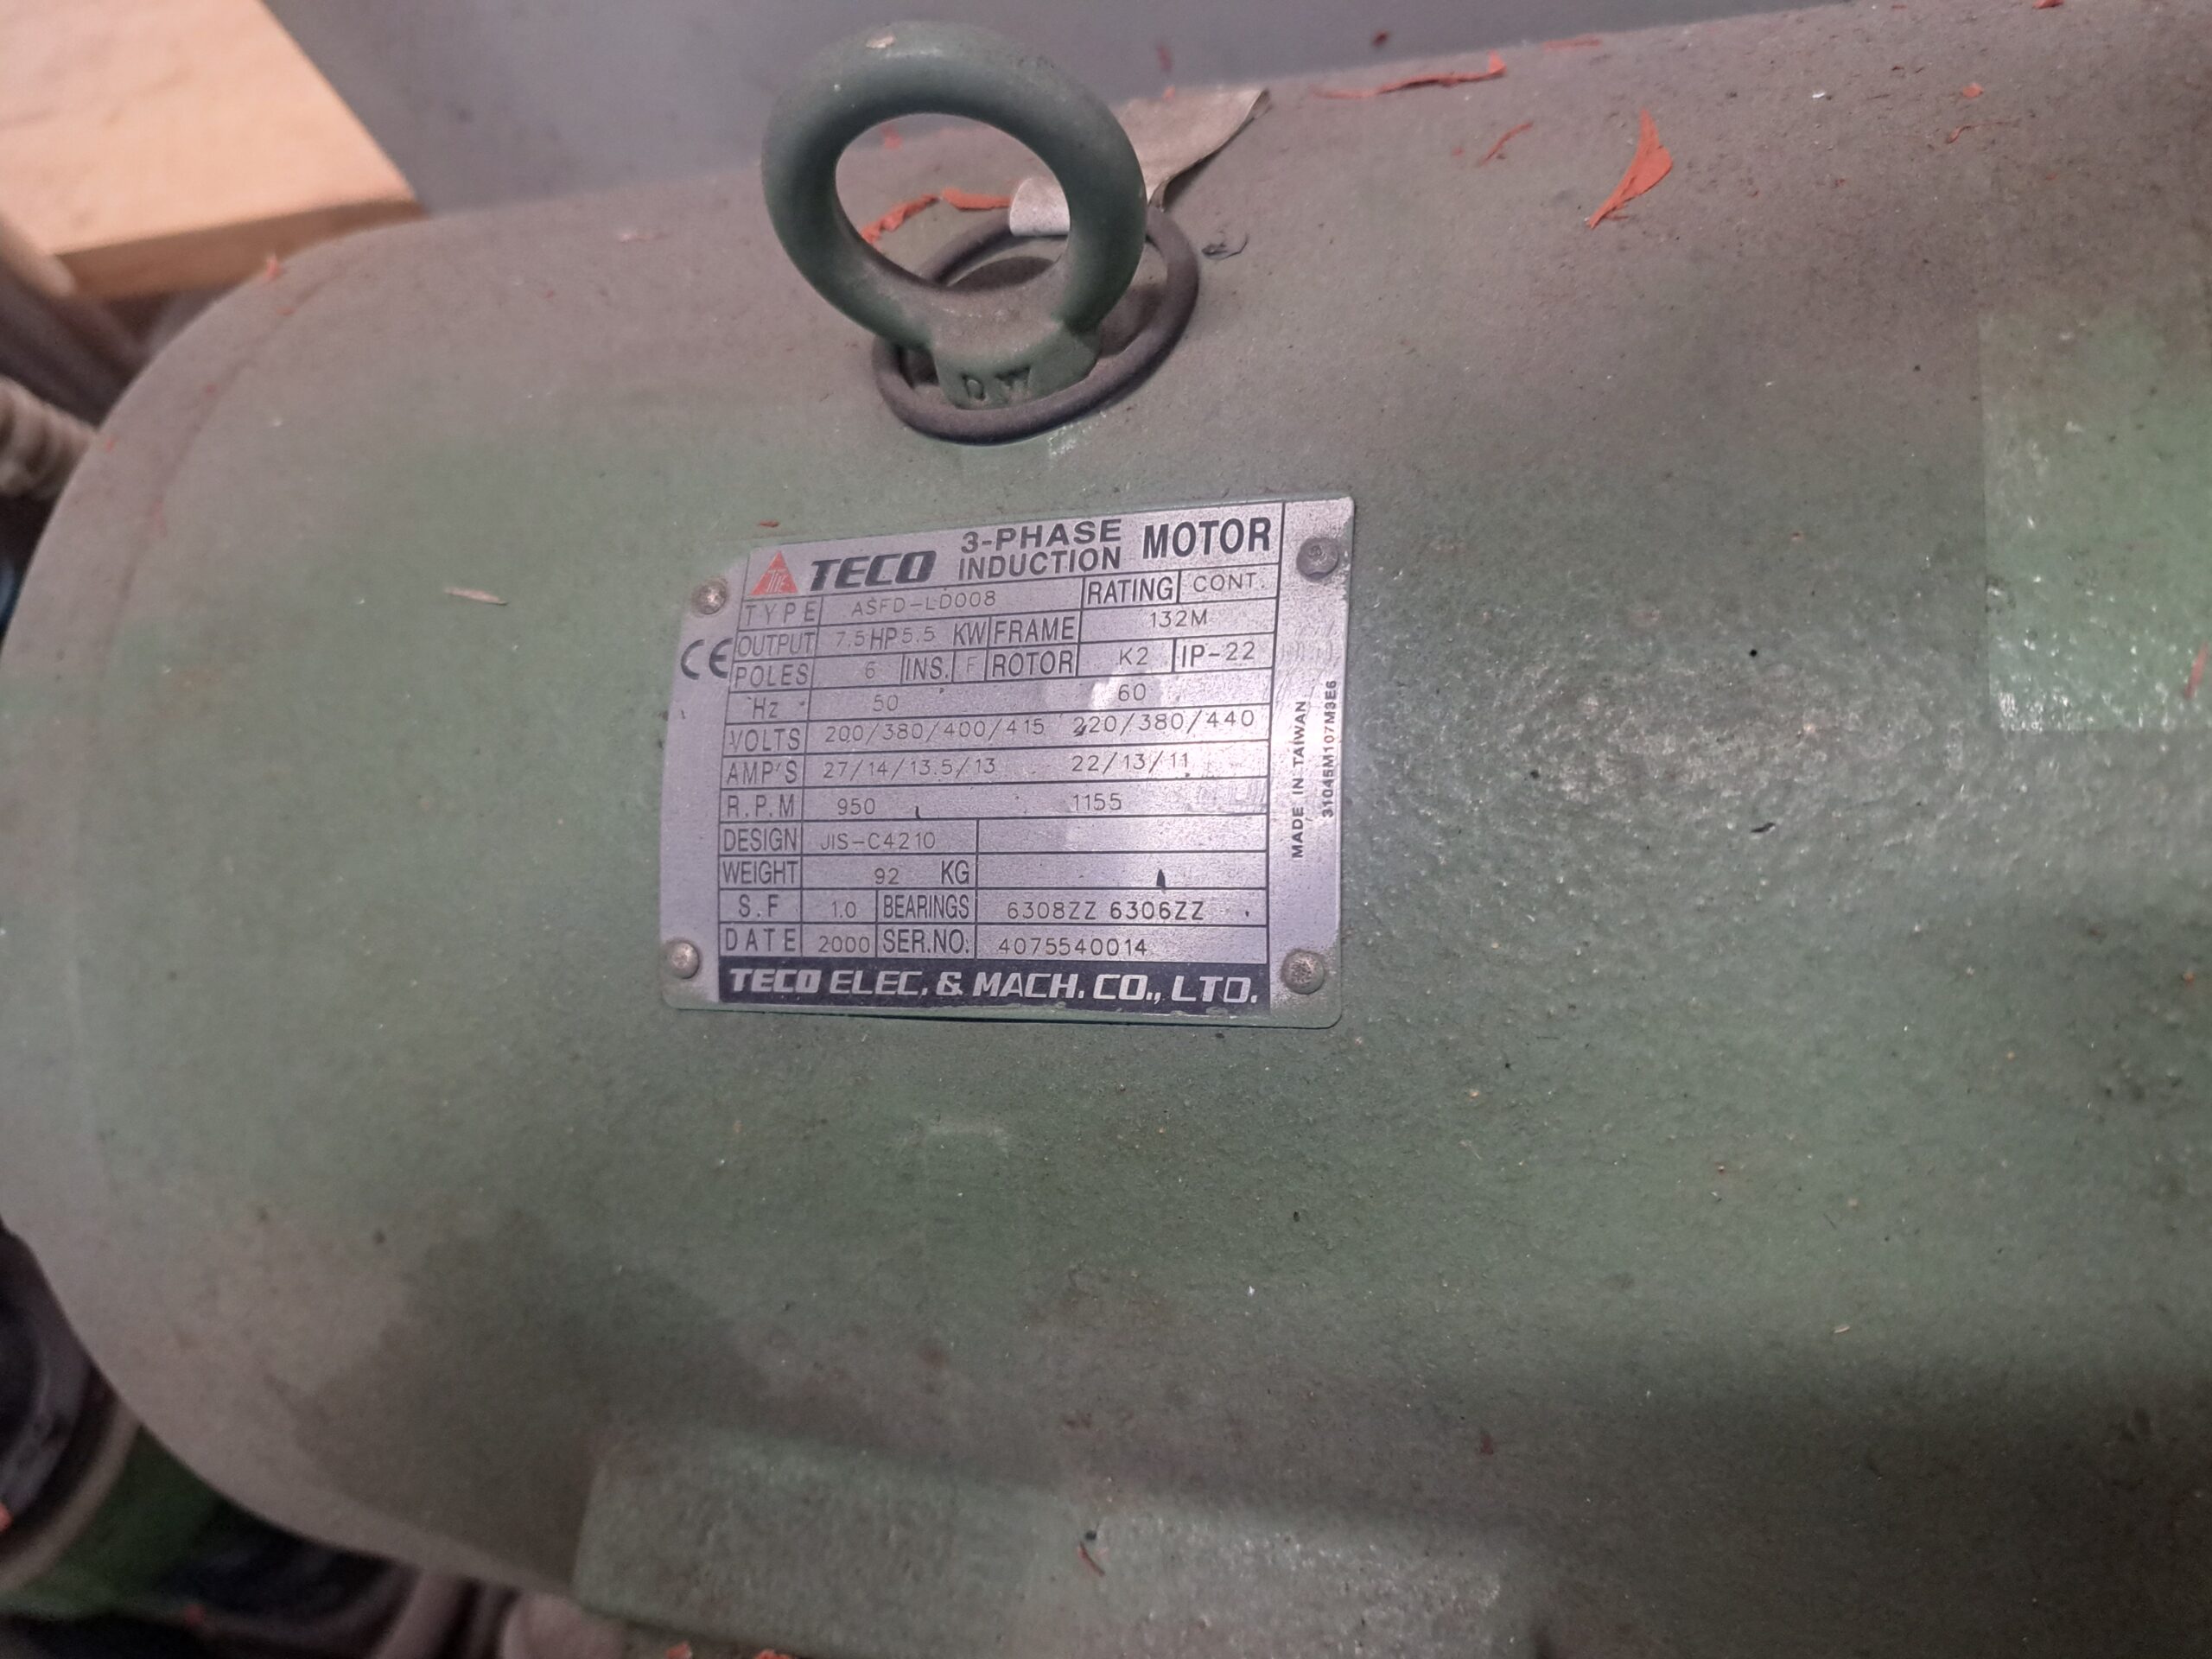 DW
TIE TECO 3-PHASE INDUCTION MOTOR
TYPE ASFD-LD008 RATING CONT.
OUTPUT 7.5 HP 5.5 KW FRAME 132M
CE
POLES 6 INS. F ROTOR K2 IP-22
Hz 50 60
VOLTS 200/380/400/415 220/380/440
AMP'S 27/14/13.5/13 22/13/11
R.P.M 950 1155
DESIGN JIS-C4210
WEIGHT 92 KG
S.F 1.0 BEARINGS 6308ZZ 6306ZZ
DATE 2000 SER.NO. 4075540014
TECO ELEC. & MACH. CO., LTD.
MADE IN TAIWAN
31045M107M3E6